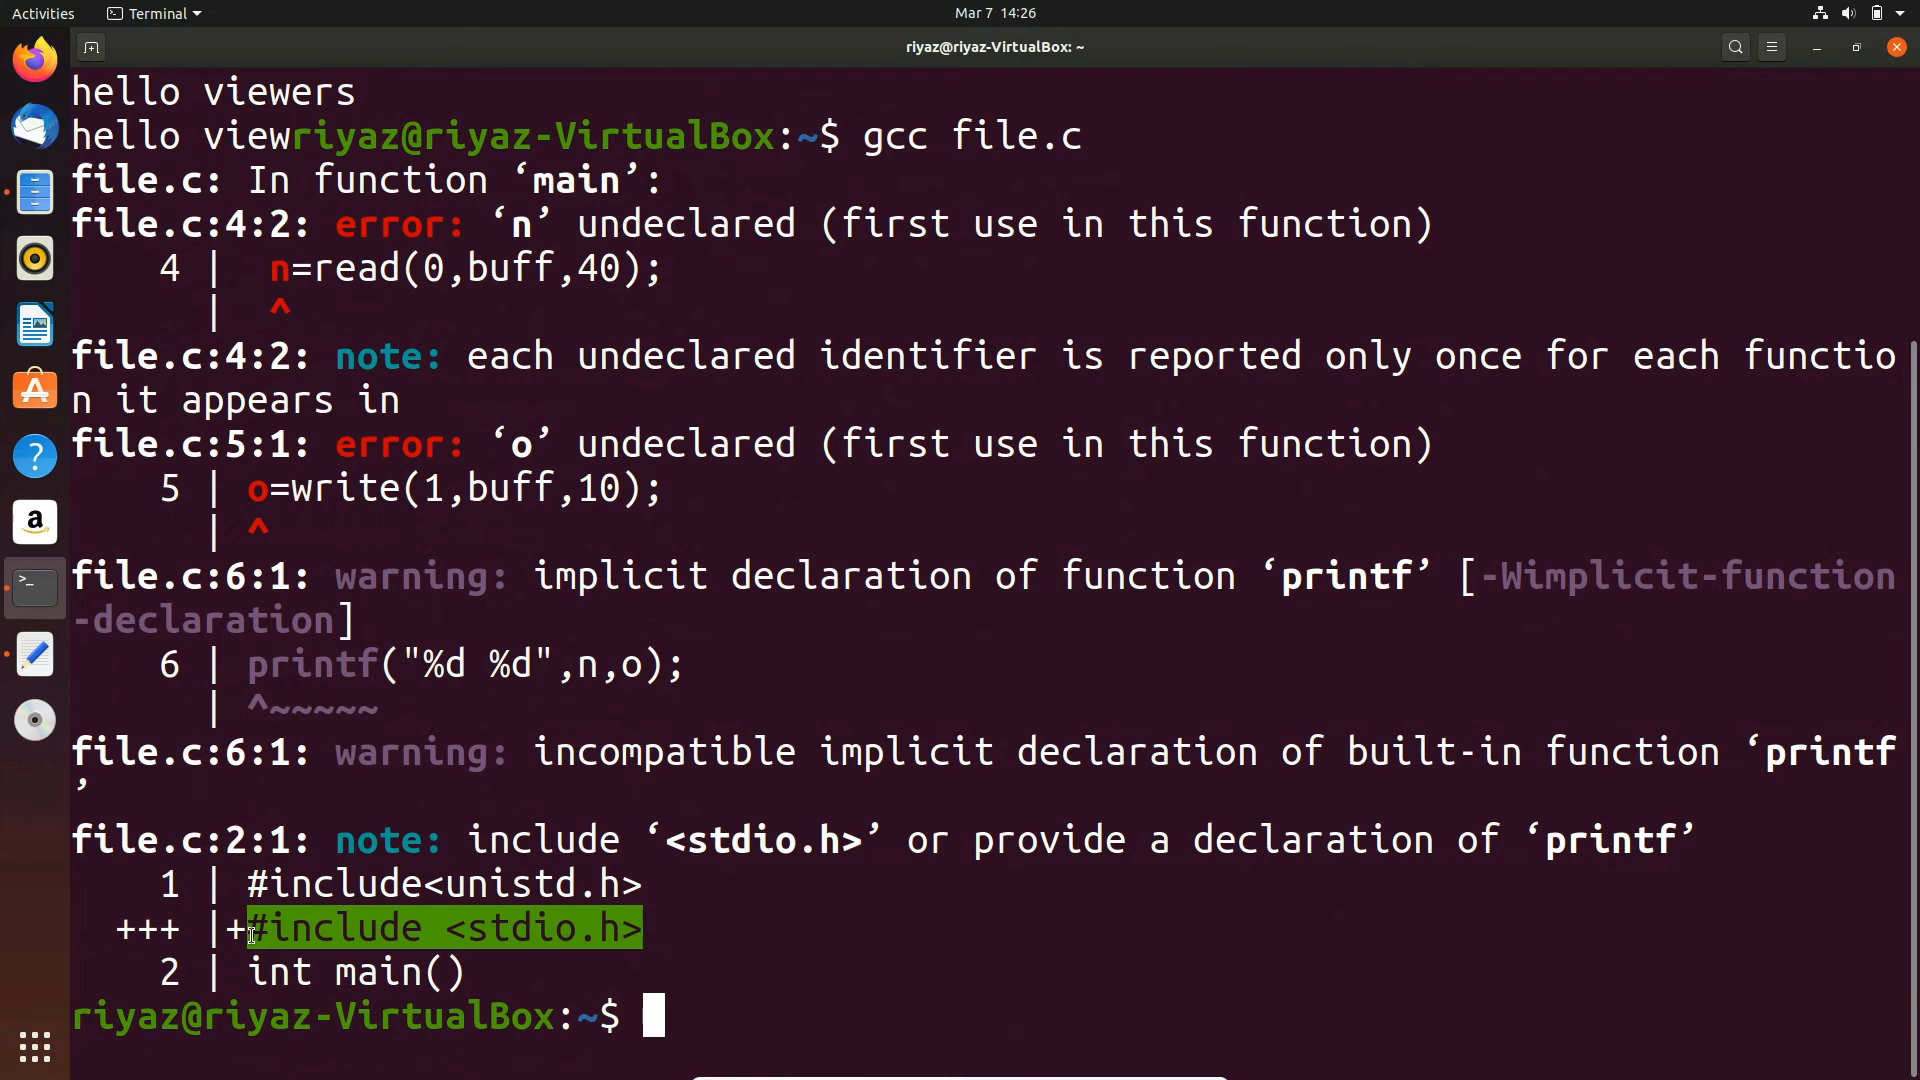 Activities Terminal Mar 7 14:26
riyaz@riyaz-VirtualBox: ~
hello viewers
hello viewriyaz@riyaz-VirtualBox:~$ gcc file.c
file.c: In function ‘main’:
file.c:4:2: error: ‘n’ undeclared (first use in this function)
4 | n=read(0,buff,40);
| ^
file.c:4:2: note: each undeclared identifier is reported only once for each functio
n it appears in
file.c:5:1: error: ‘o’ undeclared (first use in this function)
5 | o=write(1,buff,10);
| ^
file.c:6:1: warning: implicit declaration of function ‘printf’ [-Wimplicit-function
-declaration]
6 | printf("%d %d",n,o);
| ^~~~~~
file.c:6:1: warning: incompatible implicit declaration of built-in function ‘printf
’
file.c:2:1: note: include ‘<stdio.h>’ or provide a declaration of ‘printf’
1 | #include<unistd.h>
+++ |+#include <stdio.h>
2 | int main()
riyaz@riyaz-VirtualBox:~$